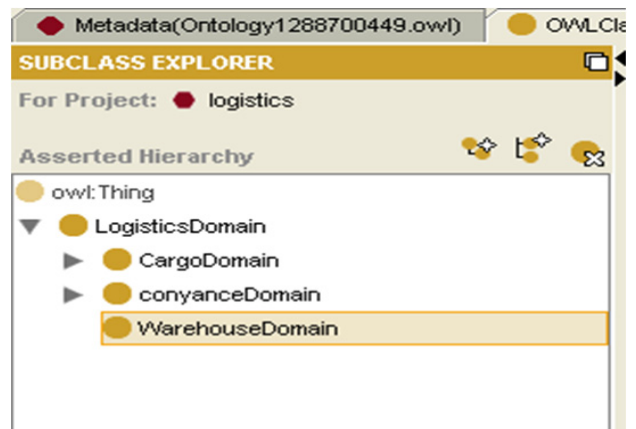 Metadata(Ontology1288700449.owl) OWLCla
SUBCLASS EXPLORER
For Project: logistics
Asserted Hierarchy
owl:Thing
LogisticsDomain
CargoDomain
conyanceDomain
WarehouseDomain